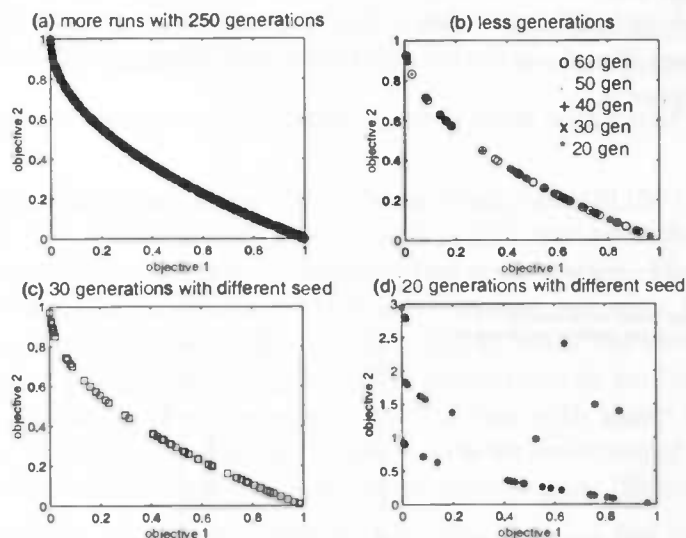 (a) more runs with 250 generations
1
0.8
0.6
0.4
0.2
0
0 0.2 0.4 0.6 0.8 1
objective 2
objective 1
(b) less generations
1
0.8
0.6
0.4
0.2
0
0 0.2 0.4 0.6 0.8 1
objective 2
objective 1
o 60 gen
. 50 gen
+ 40 gen
x 30 gen
* 20 gen
(c) 30 generations with different seed
1
0.8
0.6
0.4
0.2
0
0 0.2 0.4 0.6 0.8 1
objective 2
objective 1
(d) 20 generations with different seed
3
2.5
2
1.5
1
0.5
0
0 0.2 0.4 0.6 0.8 1
objective 2
objective 1